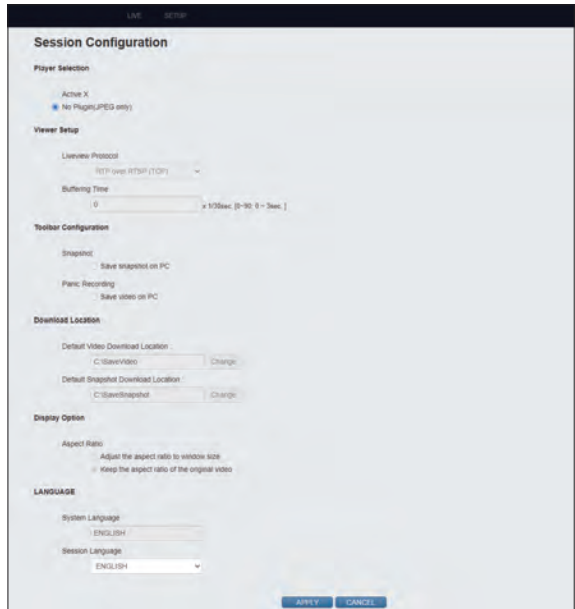 LIVE SETUP
Session Configuration
Player Selection
Active X
No Plugin(JPEG only)
Viewer Setup
Liveview Protocol
RTP over RTSP (TCP)
Buffering Time
0 x 1/30sec. [0~90: 0 ~ 3sec. ]
Toolbar Configuration
Snapshot
Save snapshot on PC
Panic Recording
Save video on PC
Download Location
Default Video Download Location :
C:\SaveVideo Change
Default Snapshot Download Location :
C:\SaveSnapshot Change
Display Option
Aspect Ratio
Adjust the aspect ratio to window size
Keep the aspect ratio of the original video
LANGUAGE
System Language
ENGLISH
Session Language
ENGLISH
APPLY CANCEL